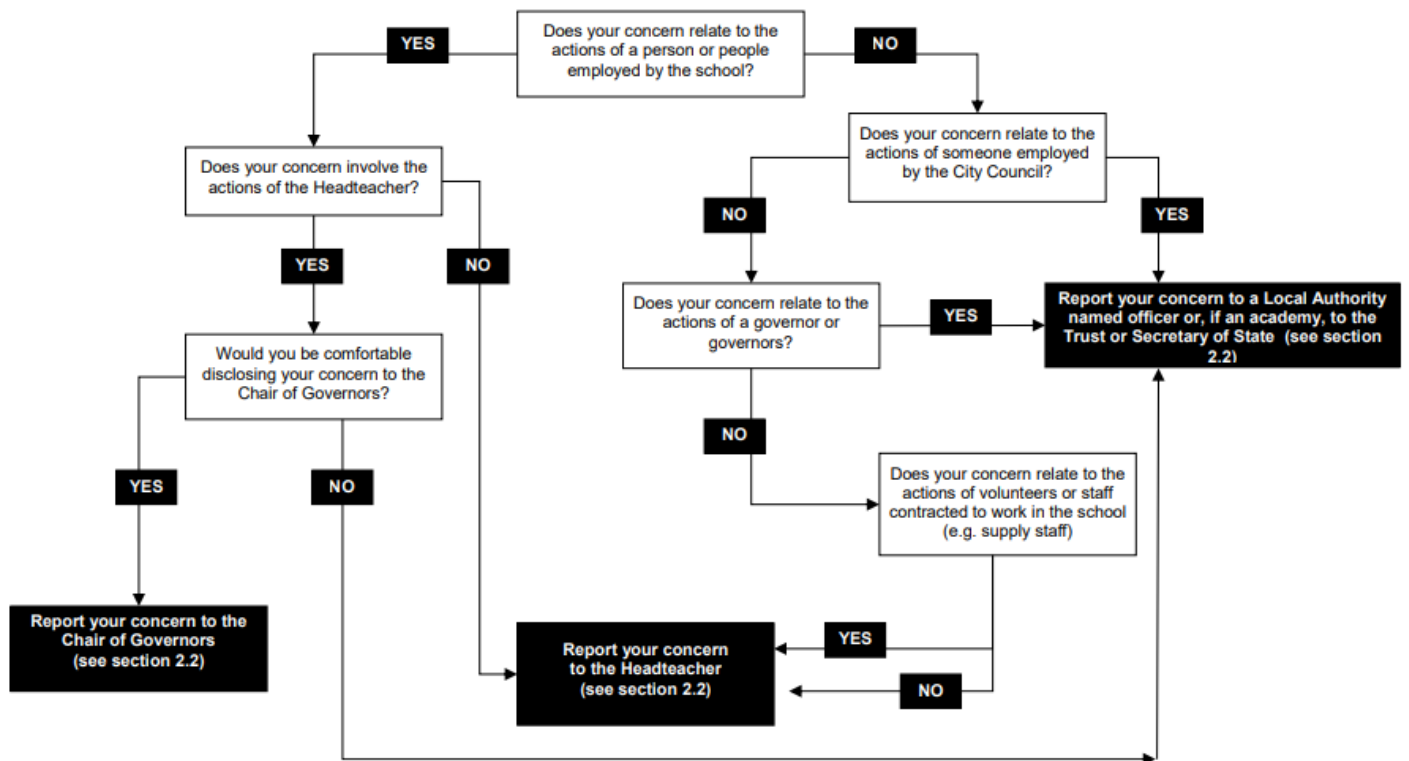 Does your concern relate to the
actions of a person or people
employed by the school?
YES
NO
Does your concern relate to the
actions of someone employed
by the City Council?
Does your concern involve the
actions of the Headteacher?
NO
YES
YES
NO
Does your concern relate to the
actions of a governor or
governors?
YES
Report your concern to a Local Authority
named officer or, if an academy, to the
Trust or Secretary of State (see section
2.2)
Would you be comfortable
disclosing your concern to the
Chair of Governors?
NO
YES
NO
Does your concern relate to the
actions of volunteers or staff
contracted to work in the school
(e.g. supply staff)
Report your concern to the
Chair of Governors
(see section 2.2)
Report your concern
to the Headteacher
(see section 2.2)
YES
NO